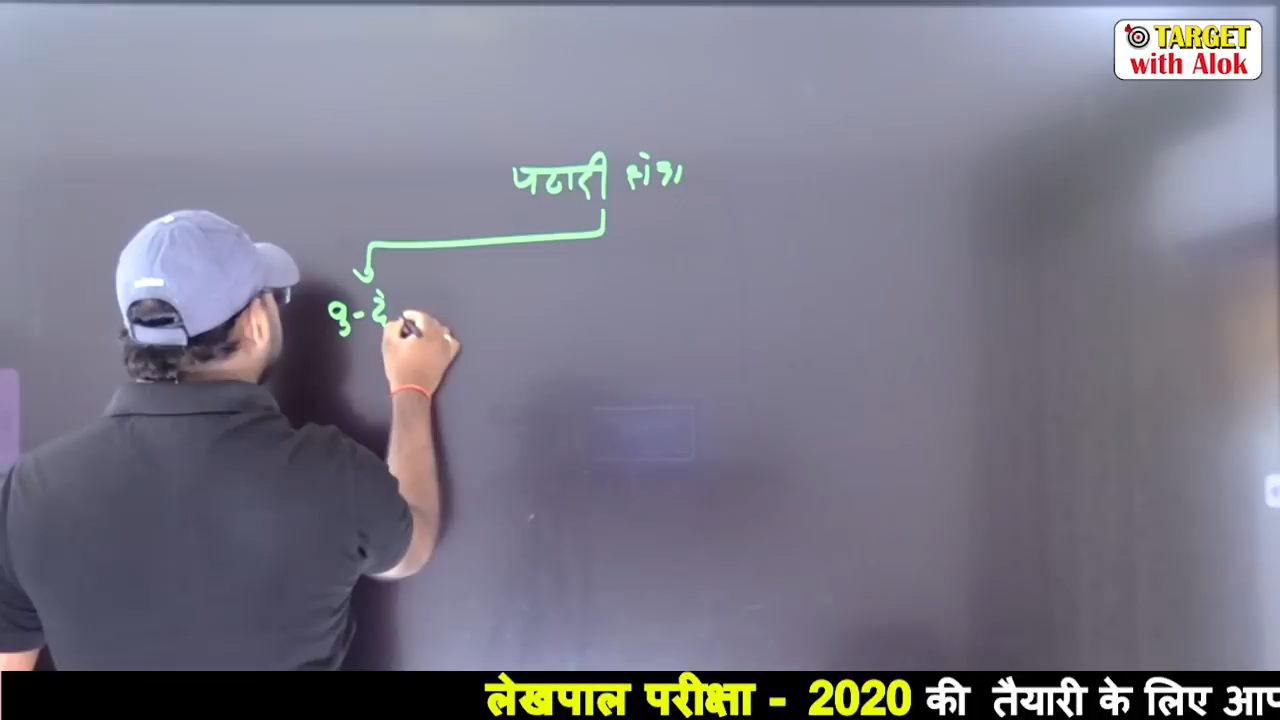 TARGET
with Alok
पठारी क्षेत्र
बु-दे
लेखपाल परीक्षा - 2020 की तैयारी के लिए आप